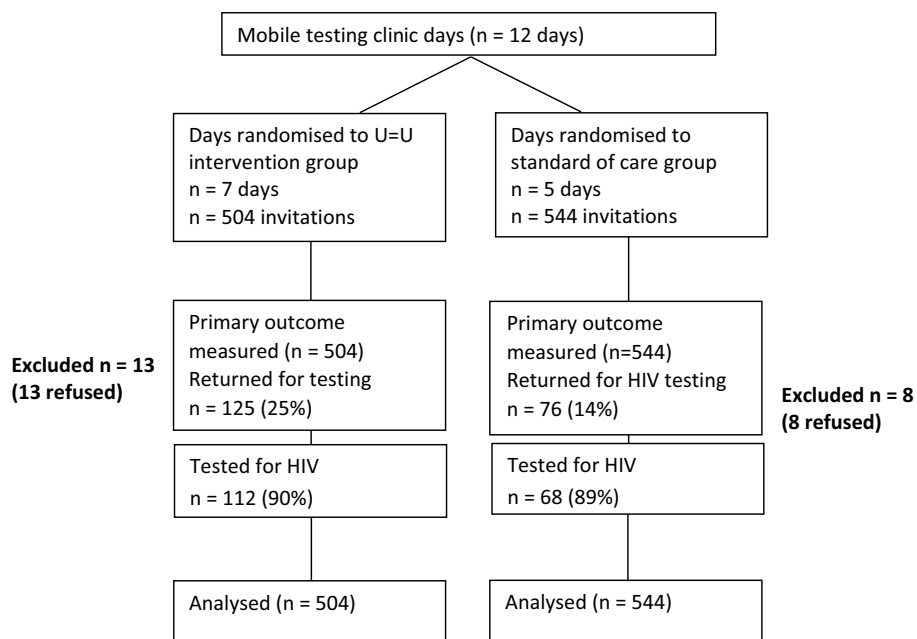 Mobile testing clinic days (n = 12 days)
Days randomised to U=U
intervention group
n = 7 days
n = 504 invitations
Days randomised to
standard of care group
n = 5 days
n = 544 invitations
Primary outcome
measured (n = 504)
Returned for testing
n = 125 (25%)
Excluded n = 13
(13 refused)
Primary outcome
measured (n=544)
Returned for HIV testing
n = 76 (14%)
Excluded n = 8
(8 refused)
Tested for HIV
n = 112 (90%)
Tested for HIV
n = 68 (89%)
Analysed (n = 504)
Analysed (n = 544)